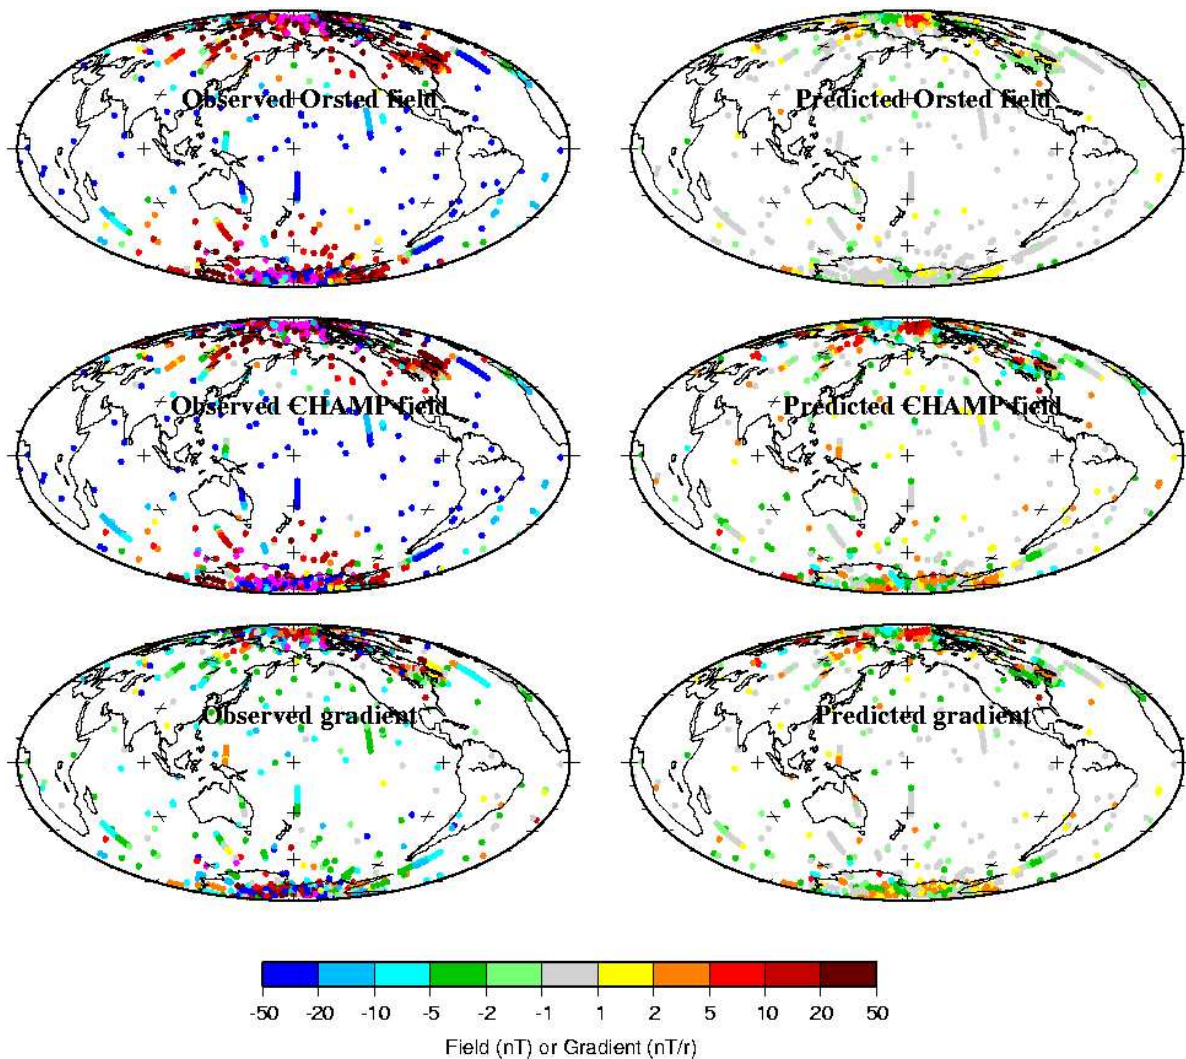 Observed Orsted field
Predicted Orsted field
Observed CHAMP field
Predicted CHAMP field
Observed gradient
Predicted gradient
-50 -20 -10 -5 -2 -1 1 2 5 10 20 50
Field (nT) or Gradient (nT/r)